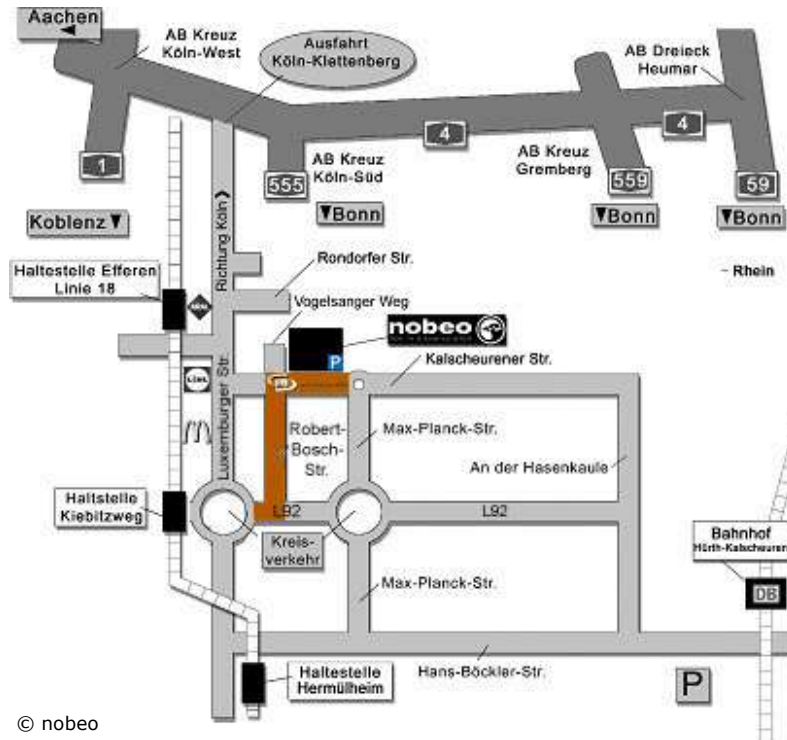 Aachen
AB Kreuz
Köln-West
Ausfahrt
Köln-Klettenberg
AB Dreieck
Heumar
4
4
1
555
AB Kreuz
Köln-Süd
AB Kreuz
Gremberg
559
59
Koblenz
Bonn
Bonn
Bonn
Richtung Köln
Rondorfer Str.
- Rhein
Haltestelle Efferen
Linie 18
Vogelsanger Weg
nobeo
P
Kalscheurener Str.
Luxemburger Str.
Robert-
Bosch-
Str.
Max-Planck-Str.
An der Hasenkaule
Haltstelle
Kiebitzweg
L92
L92
Kreis-
verkehr
Bahnhof
Hürth-Kalscheuren
DB
Max-Planck-Str.
Hans-Böckler-Str.
Haltestelle
Hermülheim
P
© nobeo